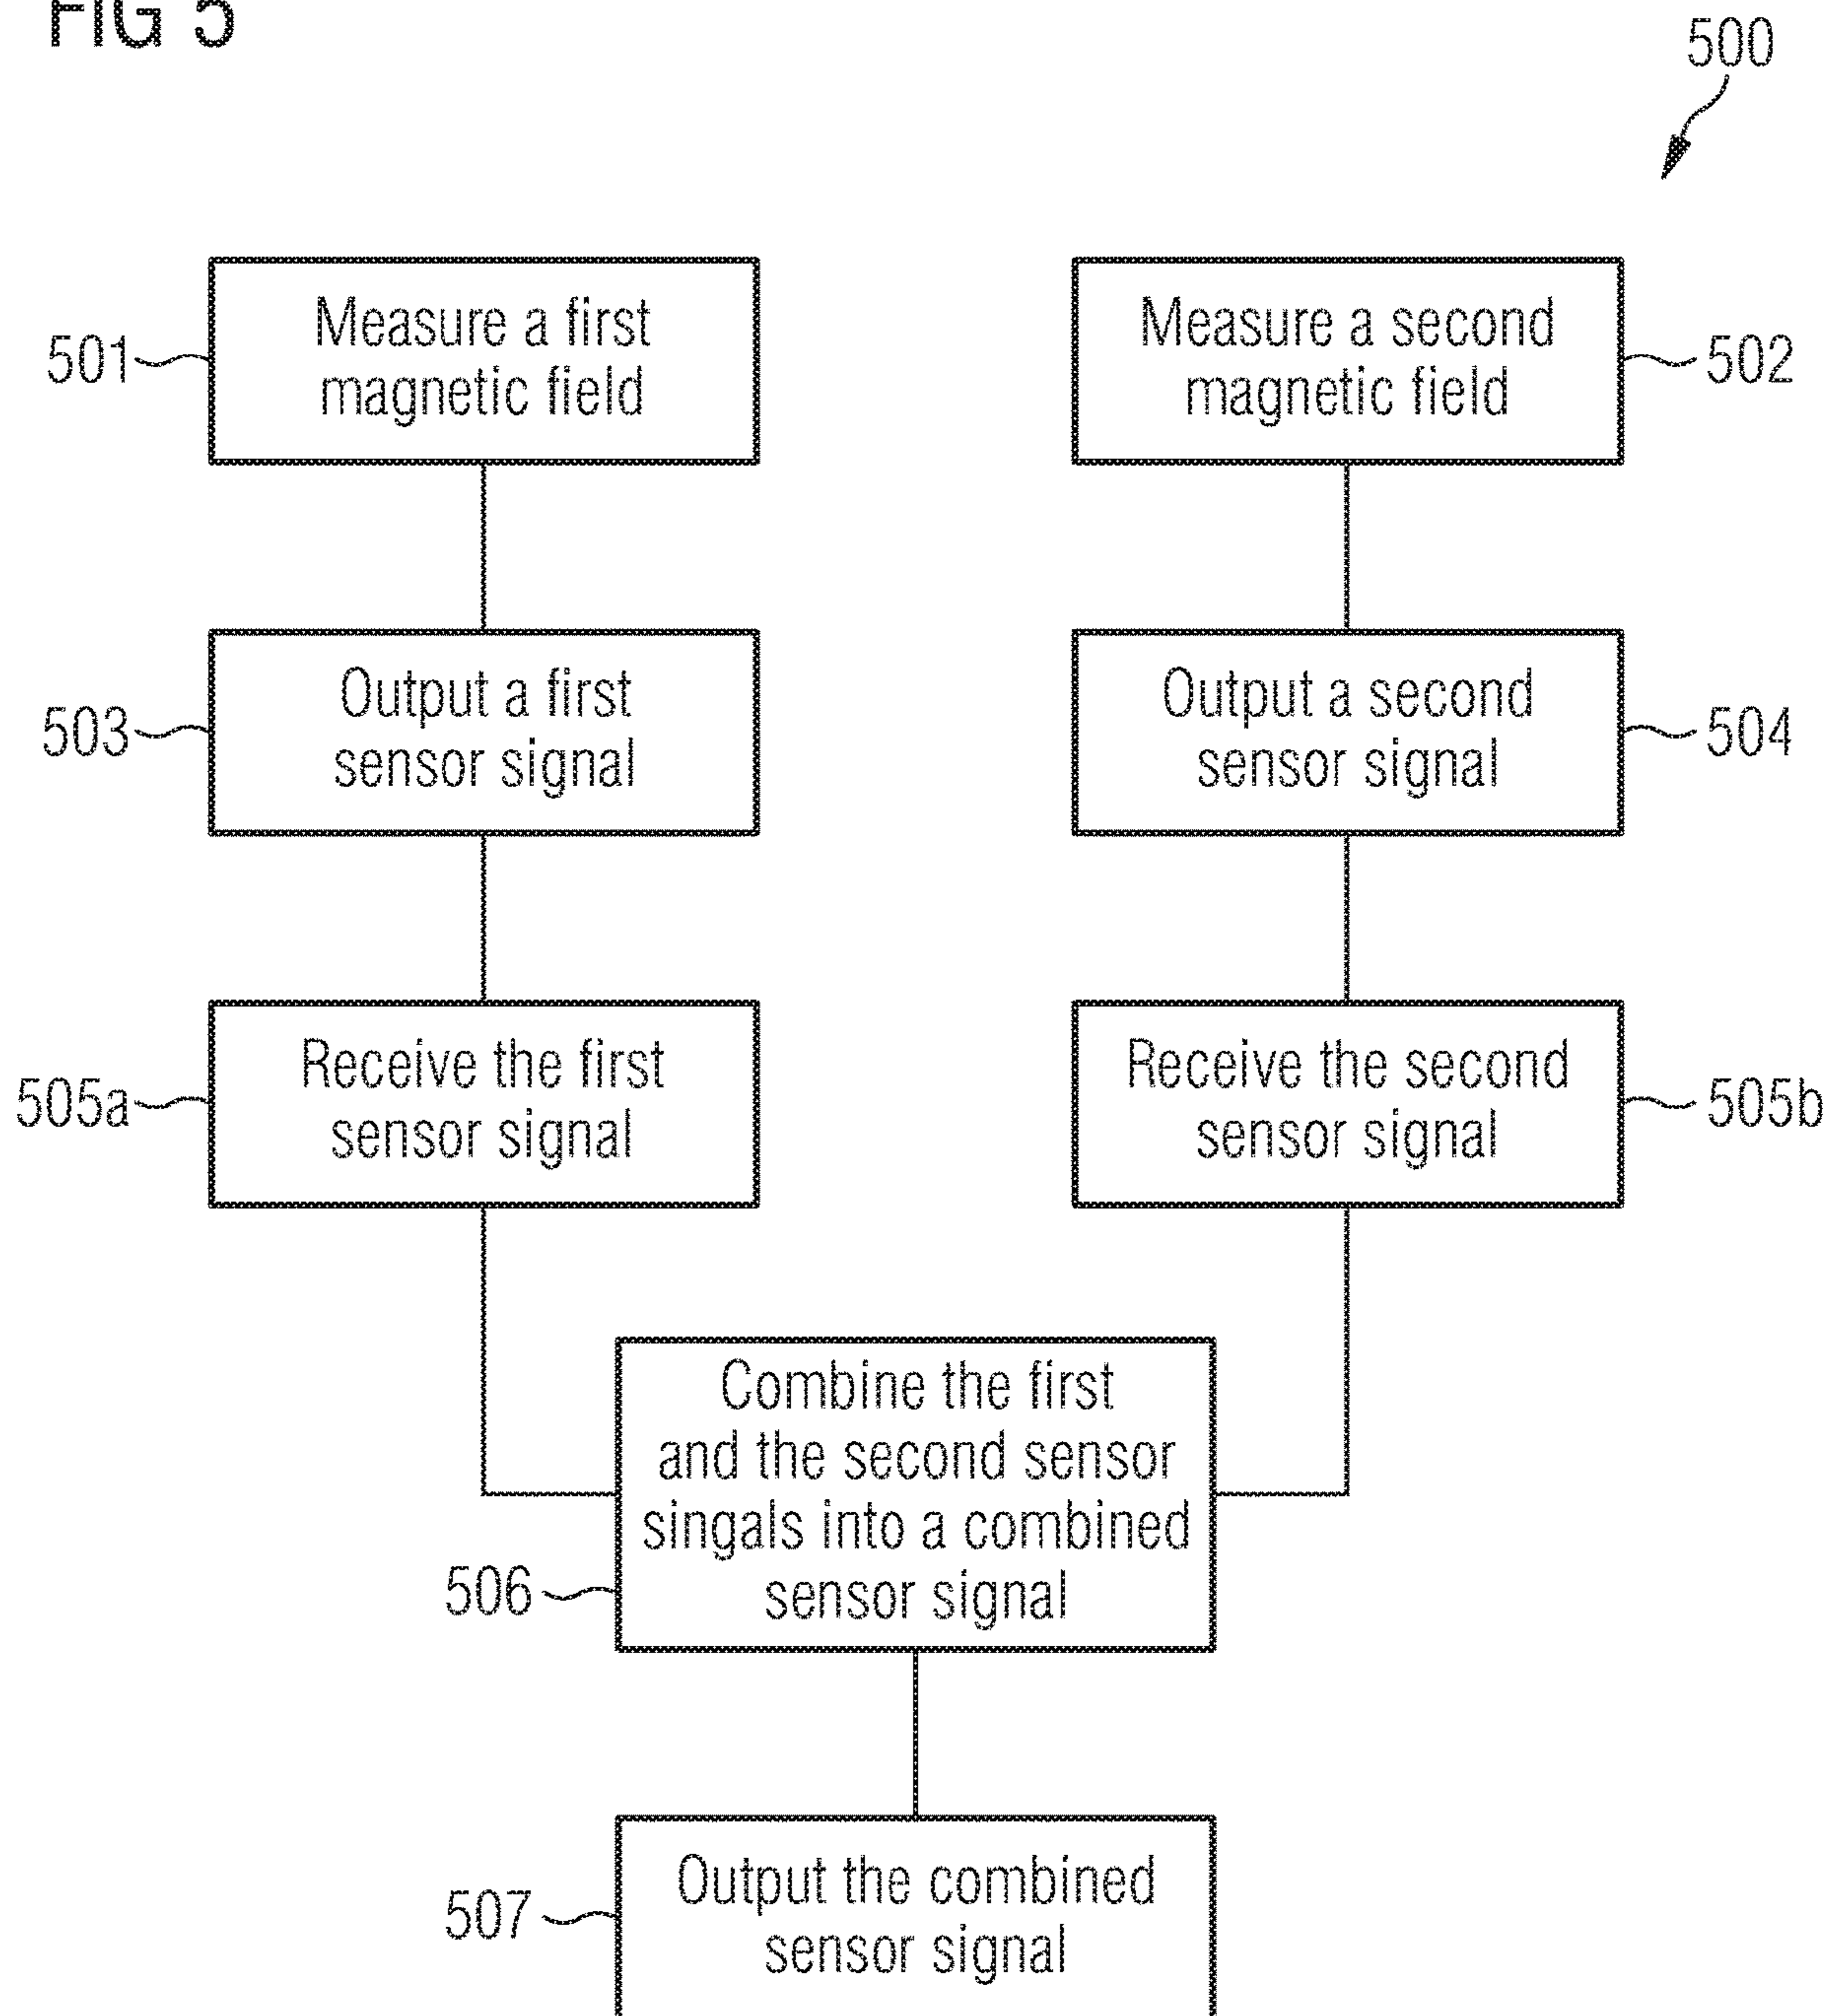 FIG 5
500
Measure a first
magnetic field
501
Measure a second
magnetic field
502
Output a first
sensor signal
503
Output a second
sensor signal
504
Receive the first
sensor signal
505a
Receive the second
sensor signal
505b
Combine the first
and the second sensor
singals into a combined
sensor signal
506
Output the combined
sensor signal
507